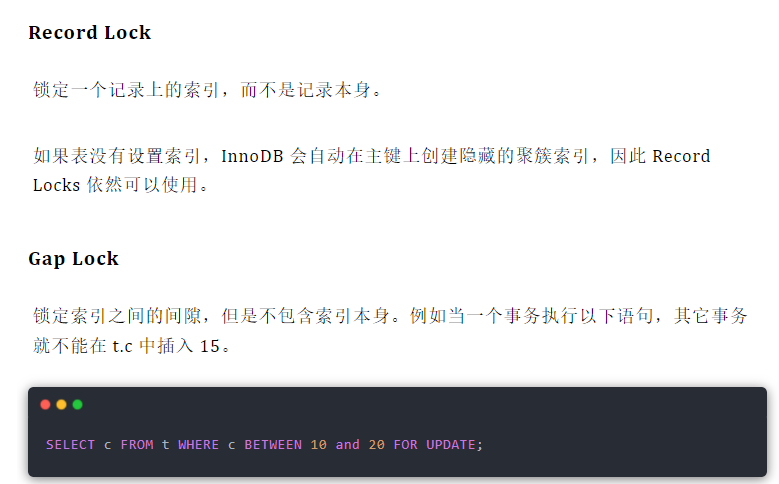 Record Lock
锁定一个记录上的索引，而不是记录本身。
如果表没有设置索引，InnoDB 会自动在主键上创建隐藏的聚簇索引，因此 Record
Locks 依然可以使用。
Gap Lock
锁定索引之间的间隙，但是不包含索引本身。例如当一个事务执行以下语句，其它事务
就不能在 t.c 中插入 15。
SELECT c FROM t WHERE c BETWEEN 10 and 20 FOR UPDATE;